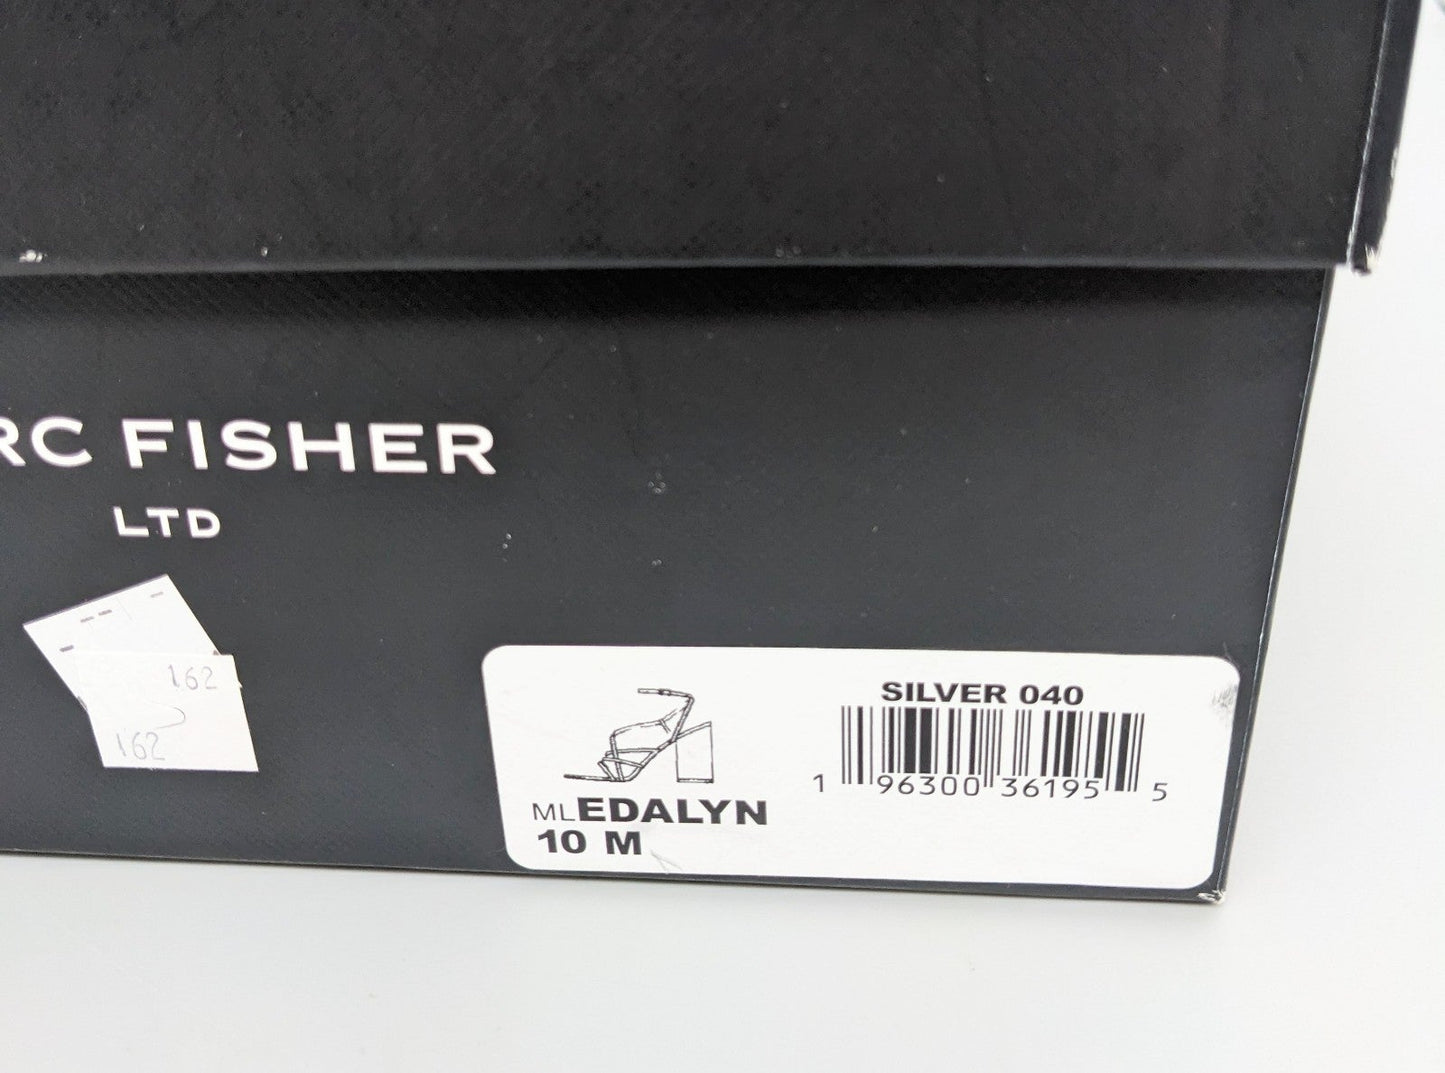 RC FISHER
LTD
162
162
SILVER 040
1 96300 36195 5
MLEDALYN
10 M